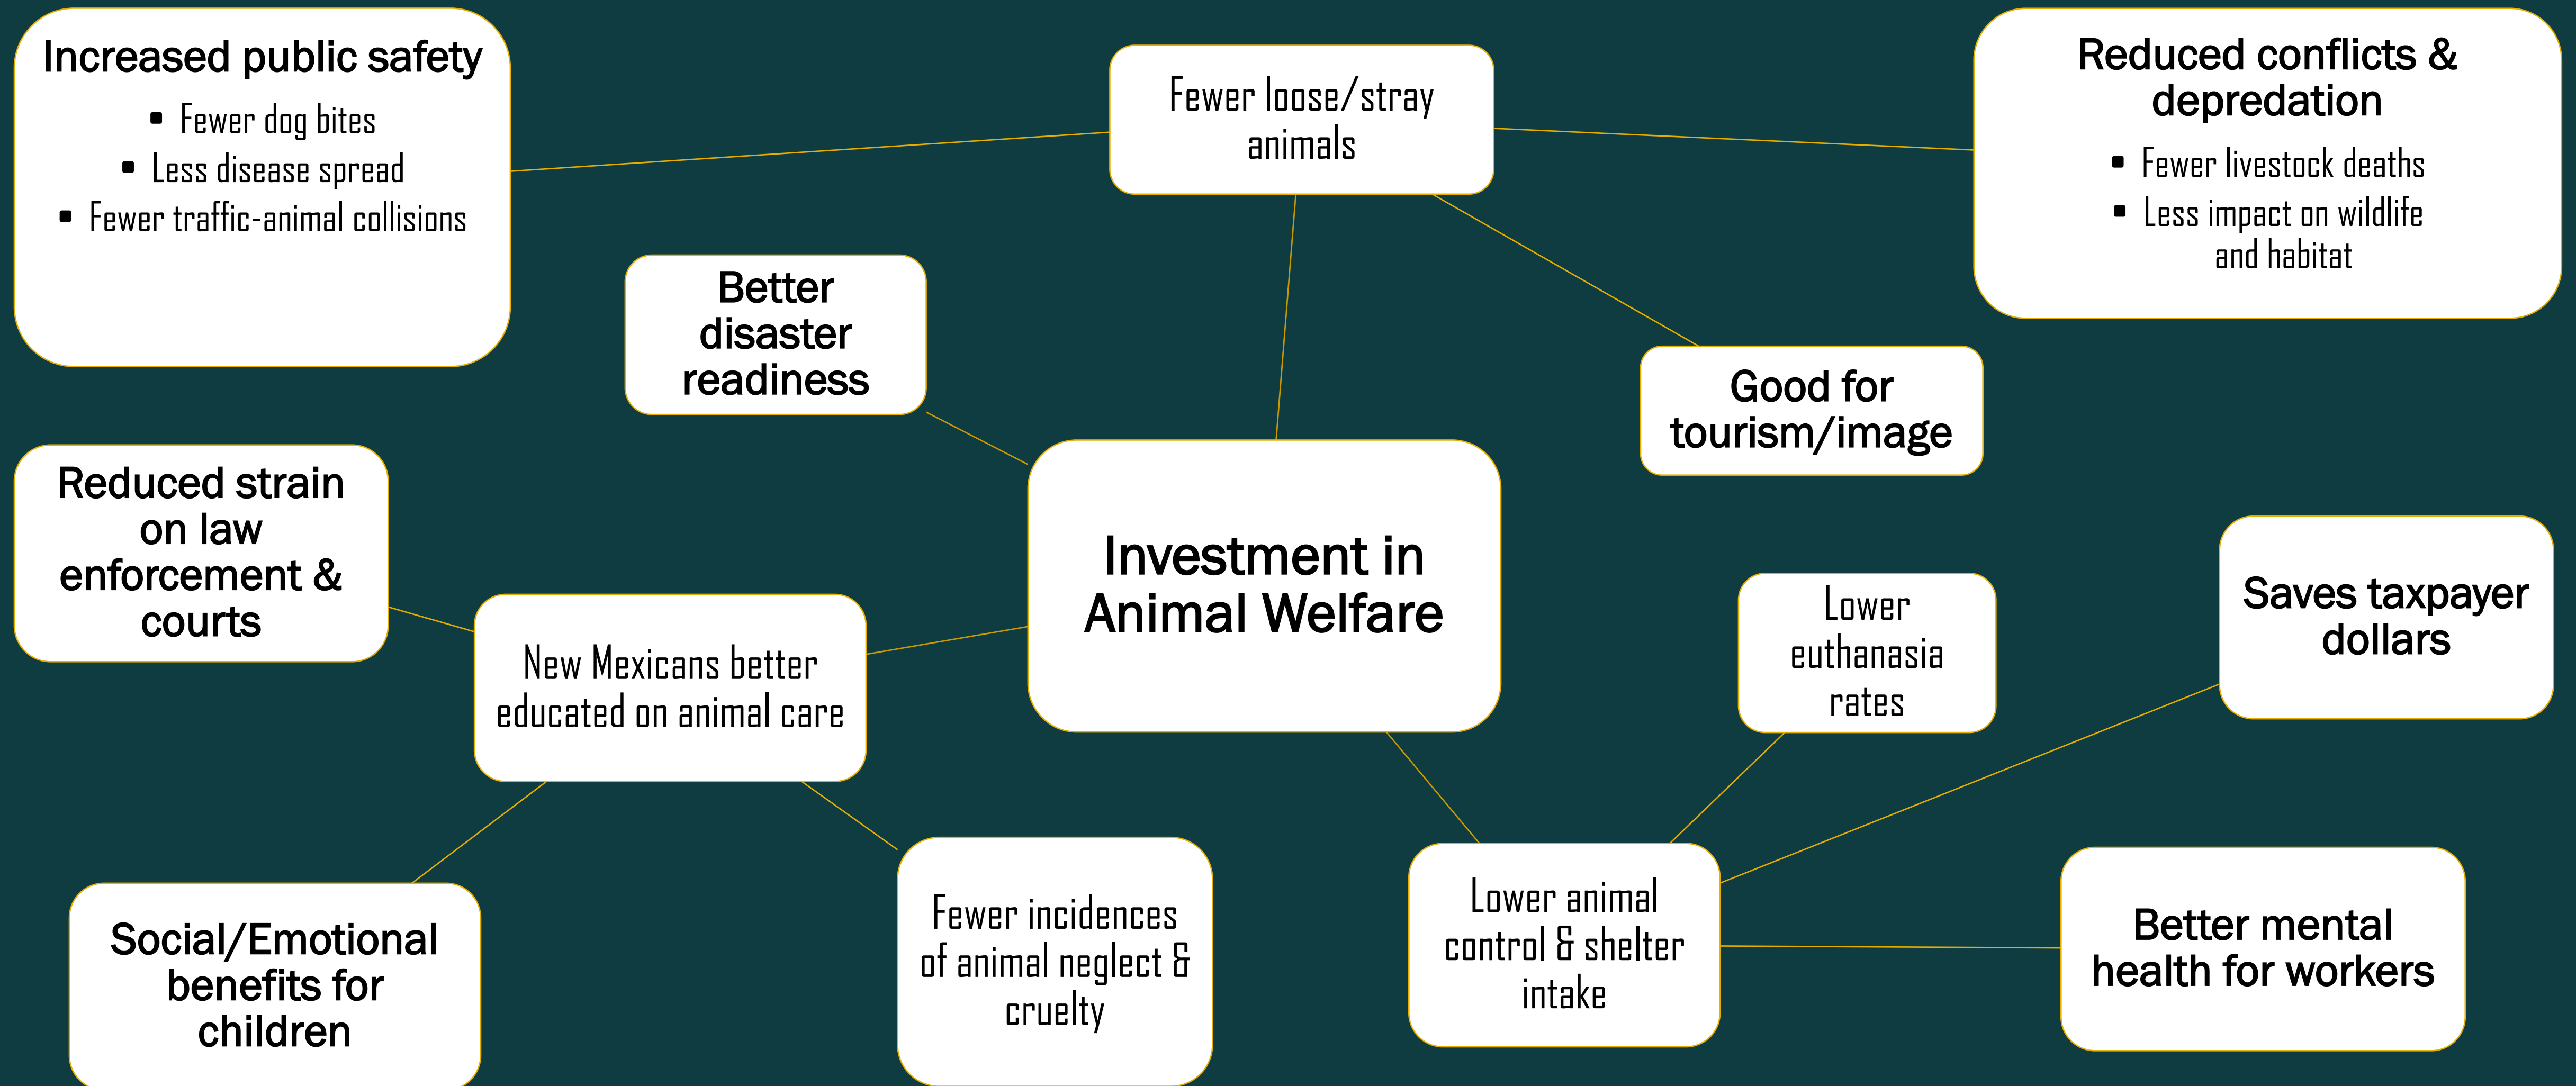 Increased public safety
▪ Fewer dog bites
▪ Less disease spread
▪ Fewer traffic-animal collisions
Fewer loose/stray
animals
Reduced conflicts &
depredation
▪ Fewer livestock deaths
▪ Less impact on wildlife
and habitat
Better
disaster
readiness
Good for
tourism/image
Reduced strain
on law
enforcement &
courts
Investment in
Animal Welfare
New Mexicans better
educated on animal care
Lower
euthanasia
rates
Saves taxpayer
dollars
Social/Emotional
benefits for
children
Fewer incidences
of animal neglect &
cruelty
Lower animal
control & shelter
intake
Better mental
health for workers